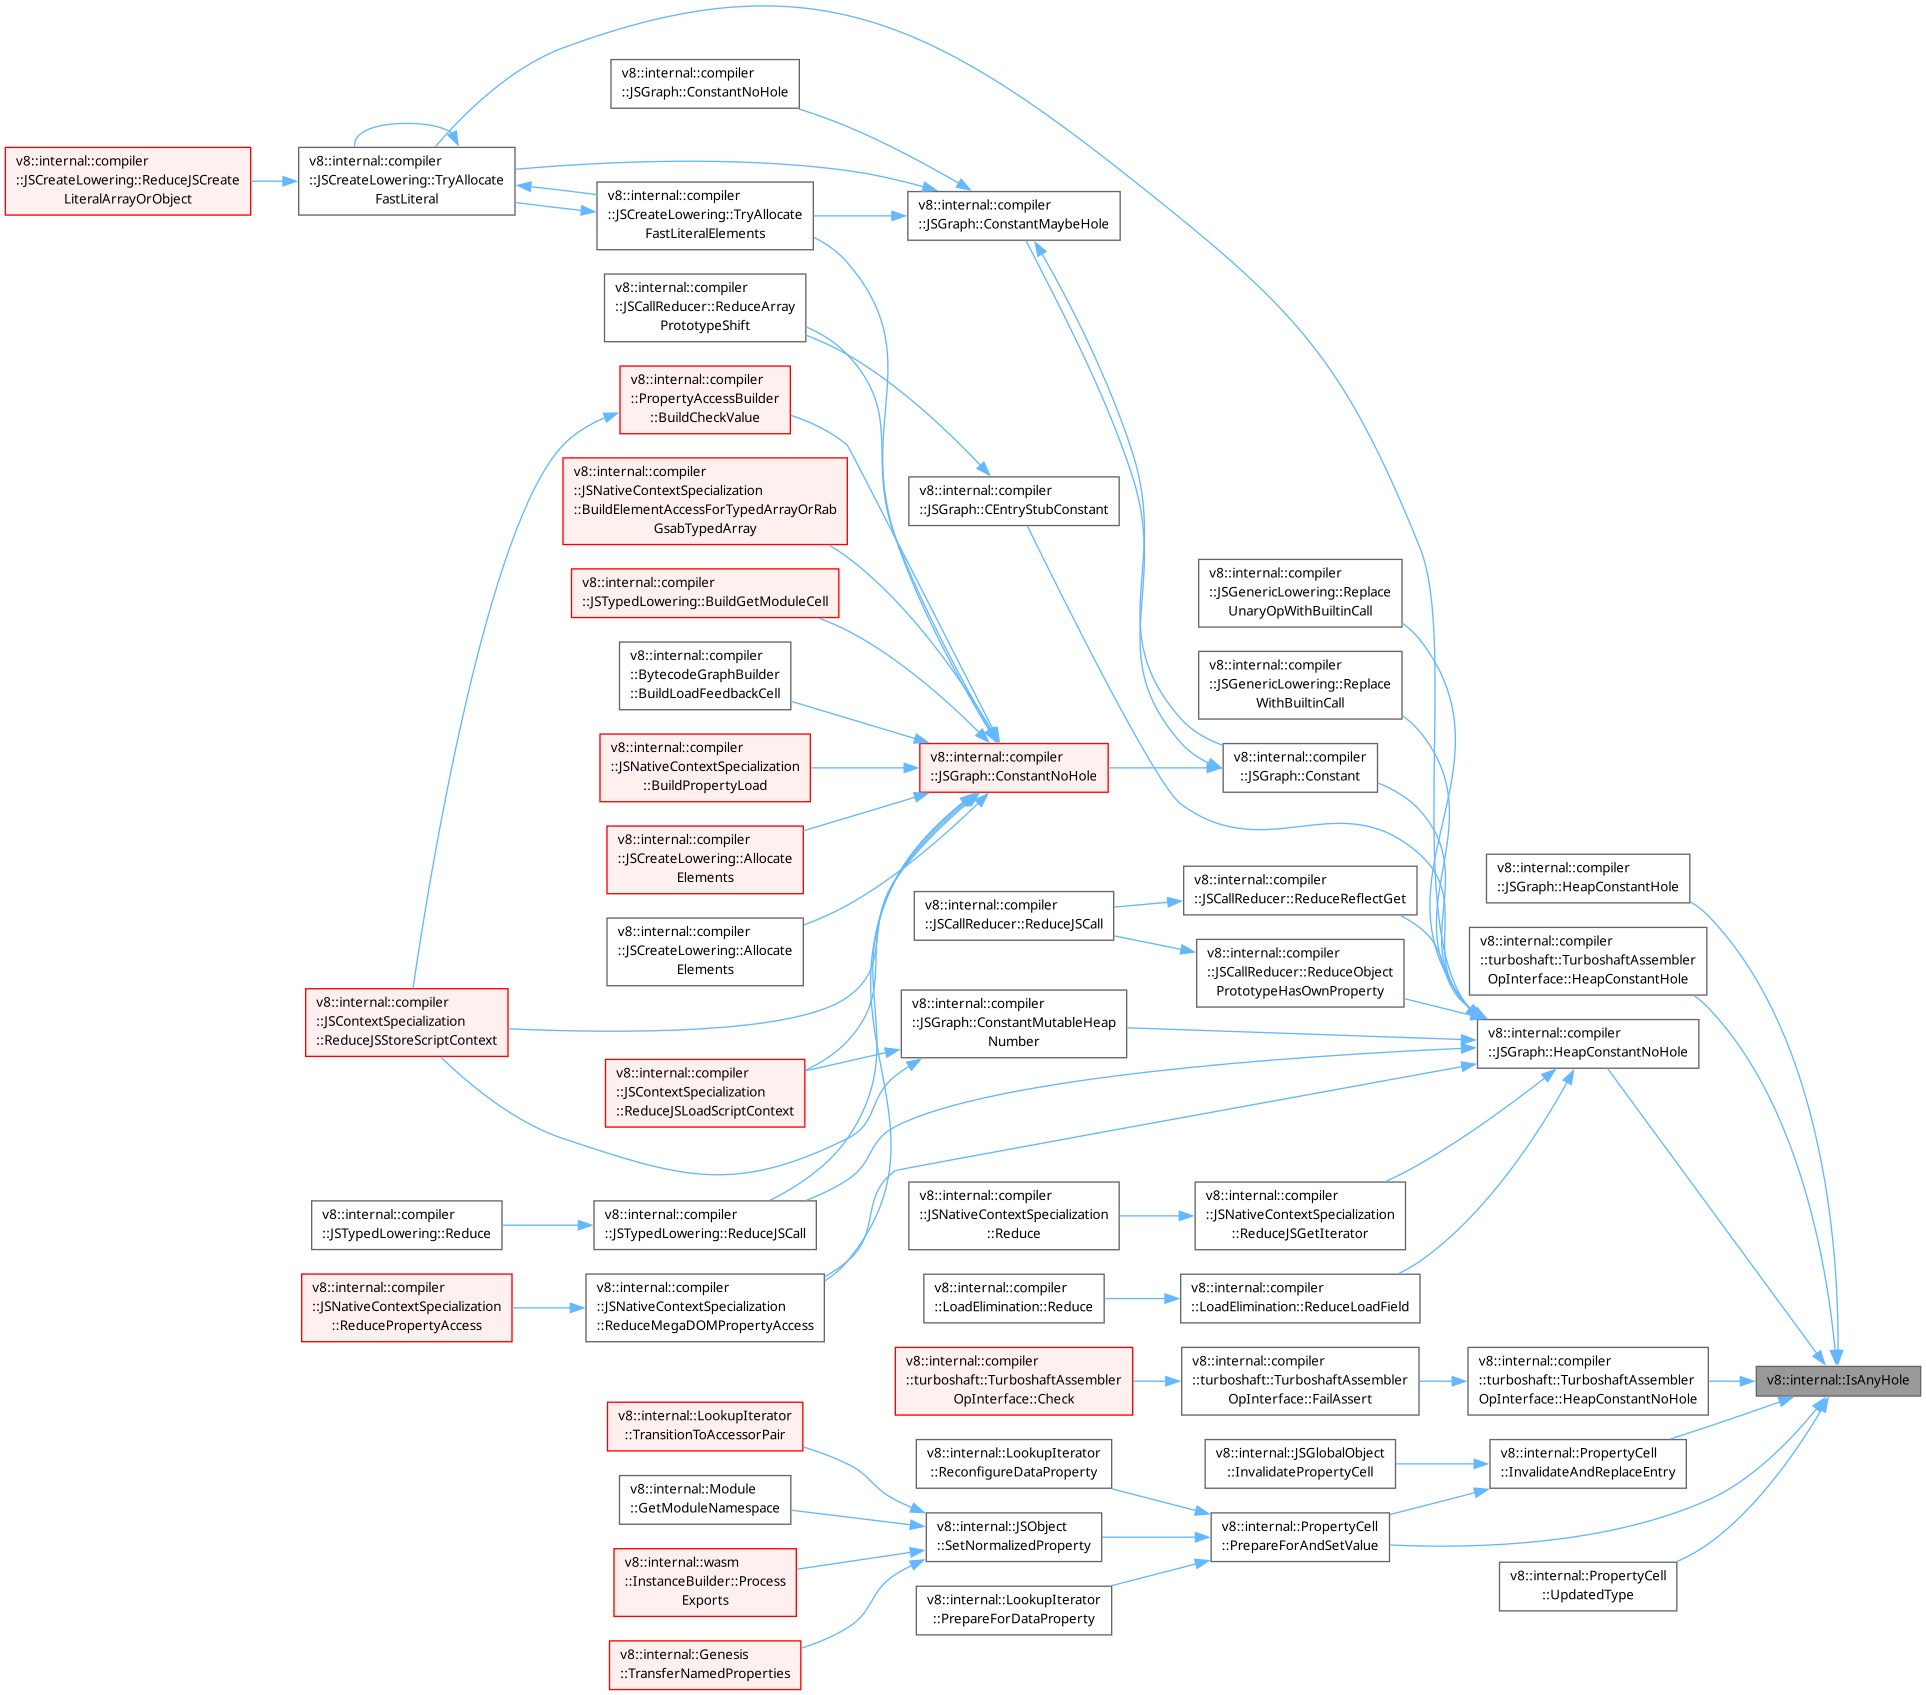 v8::internal::compiler
::JSGraph::ConstantNoHole
v8::internal::compiler
::JSCreateLowering::ReduceJSCreate
LiteralArrayOrObject
v8::internal::compiler
::JSCreateLowering::TryAllocate
FastLiteral
v8::internal::compiler
::JSCreateLowering::TryAllocate
FastLiteralElements
v8::internal::compiler
::JSGraph::ConstantMaybeHole
v8::internal::compiler
::JSCallReducer::ReduceArray
PrototypeShift
v8::internal::compiler
::PropertyAccessBuilder
::BuildCheckValue
v8::internal::compiler
::JSNativeContextSpecialization
::BuildElementAccessForTypedArrayOrRab
GsabTypedArray
v8::internal::compiler
::JSGraph::CEntryStubConstant
v8::internal::compiler
::JSTypedLowering::BuildGetModuleCell
v8::internal::compiler
::JSGenericLowering::Replace
UnaryOpWithBuiltinCall
v8::internal::compiler
::BytecodeGraphBuilder
::BuildLoadFeedbackCell
v8::internal::compiler
::JSGenericLowering::Replace
WithBuiltinCall
v8::internal::compiler
::JSNativeContextSpecialization
::BuildPropertyLoad
v8::internal::compiler
::JSGraph::ConstantNoHole
v8::internal::compiler
::JSGraph::Constant
v8::internal::compiler
::JSCreateLowering::Allocate
Elements
v8::internal::compiler
::JSGraph::HeapConstantHole
v8::internal::compiler
::JSCreateLowering::Allocate
Elements
v8::internal::compiler
::JSCallReducer::ReduceJSCall
v8::internal::compiler
::JSCallReducer::ReduceReflectGet
v8::internal::compiler
::turboshaft::TurboshaftAssembler
OpInterface::HeapConstantHole
v8::internal::compiler
::JSCallReducer::ReduceObject
PrototypeHasOwnProperty
v8::internal::compiler
::JSContextSpecialization
::ReduceJSStoreScriptContext
v8::internal::compiler
::JSGraph::ConstantMutableHeap
Number
v8::internal::compiler
::JSGraph::HeapConstantNoHole
v8::internal::compiler
::JSContextSpecialization
::ReduceJSLoadScriptContext
v8::internal::compiler
::JSTypedLowering::Reduce
v8::internal::compiler
::JSTypedLowering::ReduceJSCall
v8::internal::compiler
::JSNativeContextSpecialization
::Reduce
v8::internal::compiler
::JSNativeContextSpecialization
::ReduceJSGetIterator
v8::internal::compiler
::JSNativeContextSpecialization
::ReducePropertyAccess
v8::internal::compiler
::JSNativeContextSpecialization
::ReduceMegaDOMPropertyAccess
v8::internal::compiler
::LoadElimination::Reduce
v8::internal::compiler
::LoadElimination::ReduceLoadField
v8::internal::compiler
::turboshaft::TurboshaftAssembler
OpInterface::Check
v8::internal::compiler
::turboshaft::TurboshaftAssembler
OpInterface::FailAssert
v8::internal::compiler
::turboshaft::TurboshaftAssembler
OpInterface::HeapConstantNoHole
v8::internal::IsAnyHole
v8::internal::LookupIterator
::TransitionToAccessorPair
v8::internal::LookupIterator
::ReconfigureDataProperty
v8::internal::JSGlobalObject
::InvalidatePropertyCell
v8::internal::PropertyCell
::InvalidateAndReplaceEntry
v8::internal::Module
::GetModuleNamespace
v8::internal::JSObject
::SetNormalizedProperty
v8::internal::PropertyCell
::PrepareForAndSetValue
v8::internal::wasm
::InstanceBuilder::Process
Exports
v8::internal::LookupIterator
::PrepareForDataProperty
v8::internal::PropertyCell
::UpdatedType
v8::internal::Genesis
::TransferNamedProperties